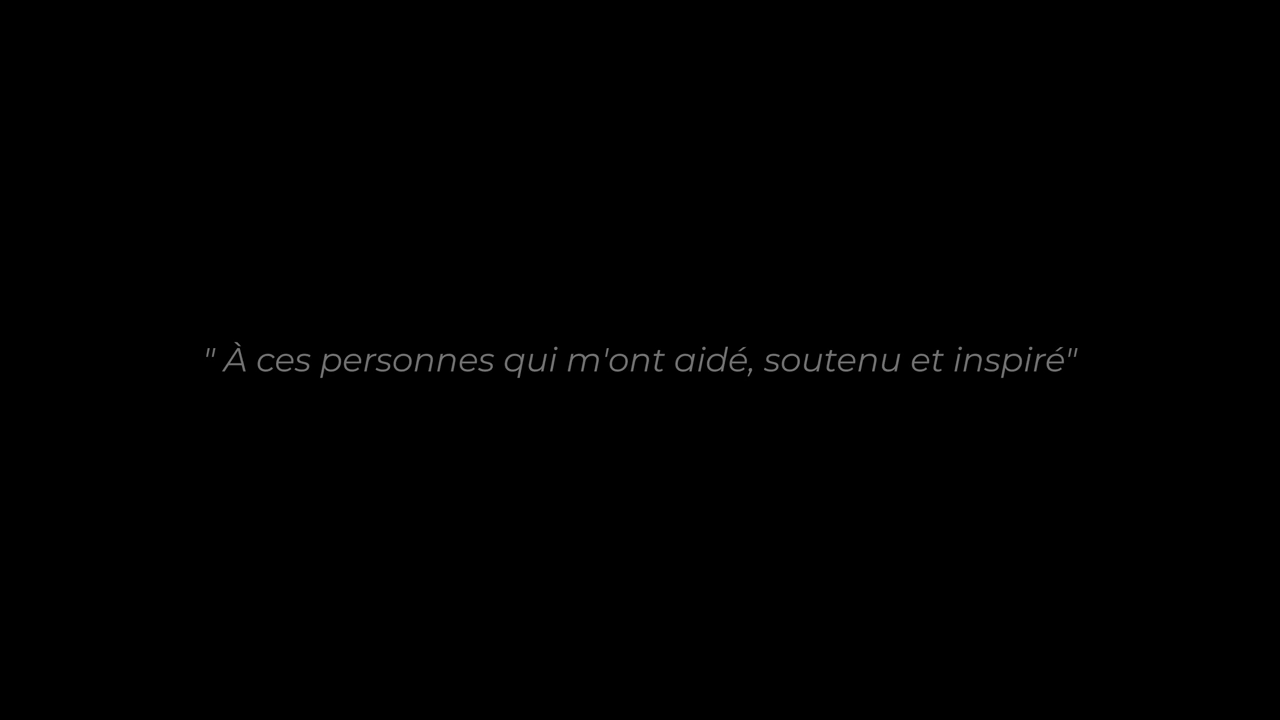 " À ces personnes qui m'ont aidé, soutenu et inspiré"